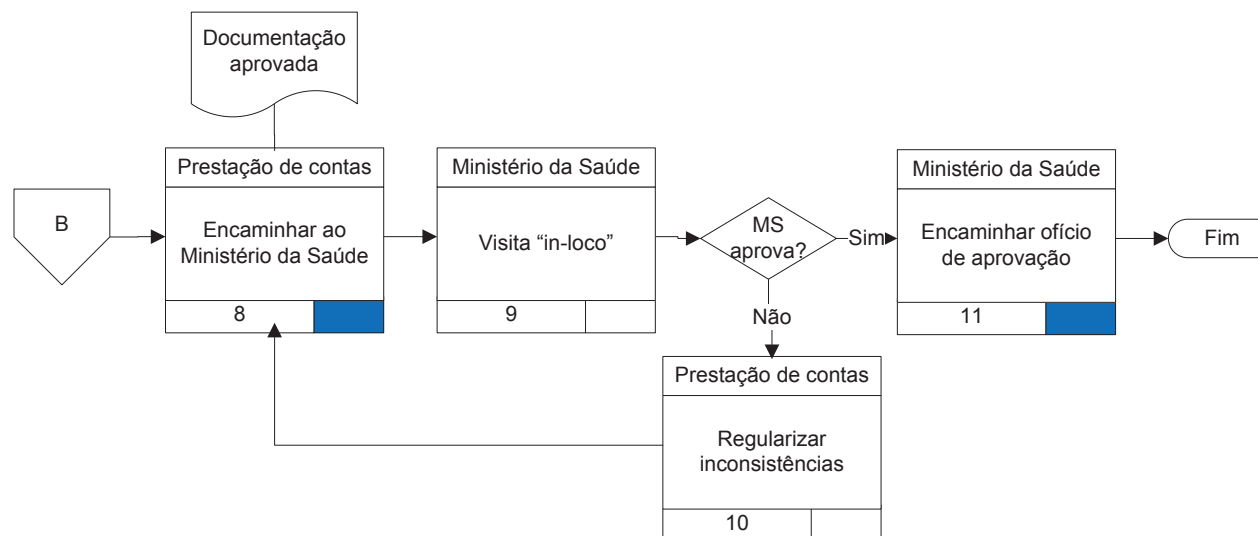 Documentação
aprovada
B
Prestação de contas
Encaminhar ao
Ministério da Saúde
8
Ministério da Saúde
Visita “in-loco”
9
MS
aprova?
Sim
Não
Ministério da Saúde
Encaminhar ofício
de aprovação
11
Fim
Prestação de contas
Regularizar
inconsistências
10